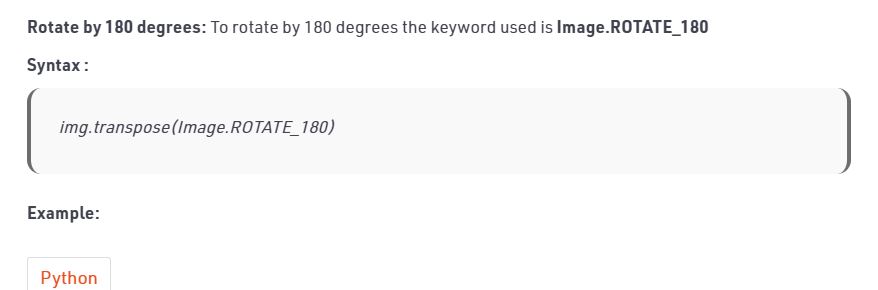 Rotate by 180 degrees: To rotate by 180 degrees the keyword used is Image.ROTATE_180
Syntax :
img.transpose(Image.ROTATE_180)
Example:
Python